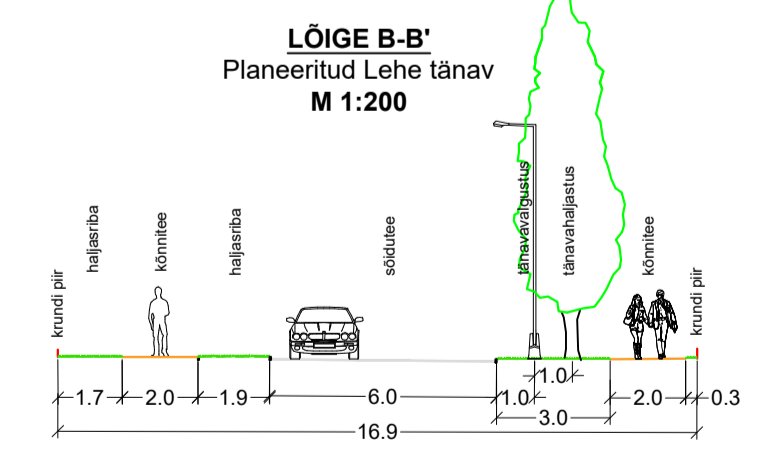 LÕIGE B-B'
Planeeritud Lehe tänav
M 1:200
krundi piir
haljasriba
kõnnitee
haljasriba
sõidutee
tänavavalgustus
tänavahaljastus
kõnnitee
krundi piir
1.0
1.7 2.0 1.9 6.0 1.0 2.0 0.3
3.0
16.9